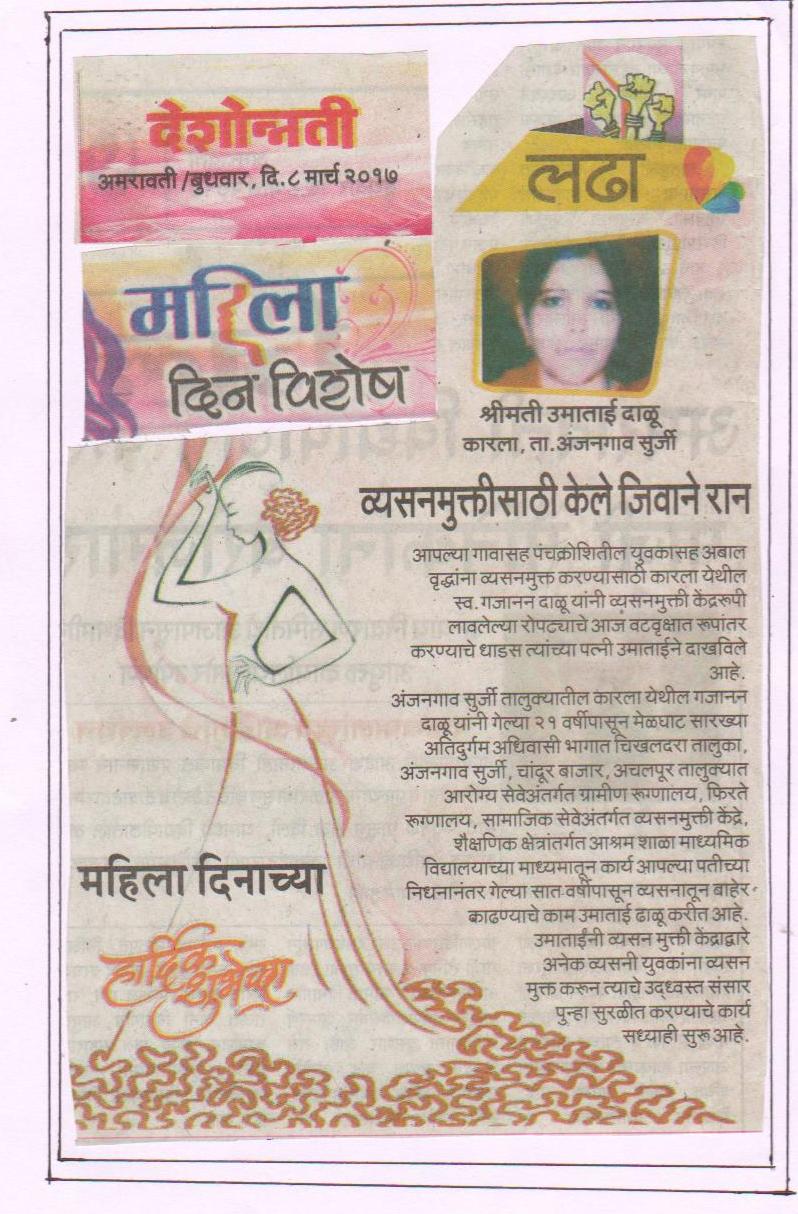 देशोन्नती
अमरावती /बुधवार, दि.८ मार्च २०१७
महिला
दिन विशेष
लढा
श्रीमती उमाताई दाळू
कारला, ता.अंजनगाव सुर्जी
व्यसनमुक्तीसाठी केले जिवाने रान
आपल्या गावासह पंचक्रोशितील युवकासह अबाल
वृद्धांना व्यसनमुक्त करण्यासाठी कारला येथील
स्व. गजानन दाळू यांनी व्यसनमुक्ती केंद्ररूपी
लावलेल्या रोपट्याचे आज वटवृक्षात रूपांतर
करण्याचे धाडस त्यांच्या पत्नी उमाताईने दाखविले
आहे.
अंजनगाव सुर्जी तालुक्यातील कारला येथील गजानन
दाळू यांनी गेल्या २१ वर्षीपासून मेळघाट सारख्या
अतिदुर्गम अधिवासी भागात चिखलदरा तालुका,
अंजनगाव सुर्जी, चांदूर बाजार, अचलपूर तालुक्यात
आरोग्य सेवेअंतर्गत ग्रामीण रूग्णालय, फिरते
रूग्णालय, सामाजिक सेवेअंतर्गत व्यसनमुक्ती केंद्रे,
शैक्षणिक क्षेत्रांतर्गत आश्रम शाळा माध्यमिक
विद्यालयाच्या माध्यमातून कार्य आपल्या पतीच्या
निधनानंतर गेल्या सात वर्षीपासून व्यसनातून बाहेर
काढण्याचे काम उमाताई ढाळू करीत आहे.
उमाताईंनी व्यसन मुक्ती केंद्राद्वारे
अनेक व्यसनी युवकांना व्यसन
मुक्त करून त्याचे उद्ध्वस्त संसार
पुन्हा सुरळीत करण्याचे कार्य
सध्याही सुरू आहे.
महिला दिनाच्या
हार्दिक
शुभेच्छा